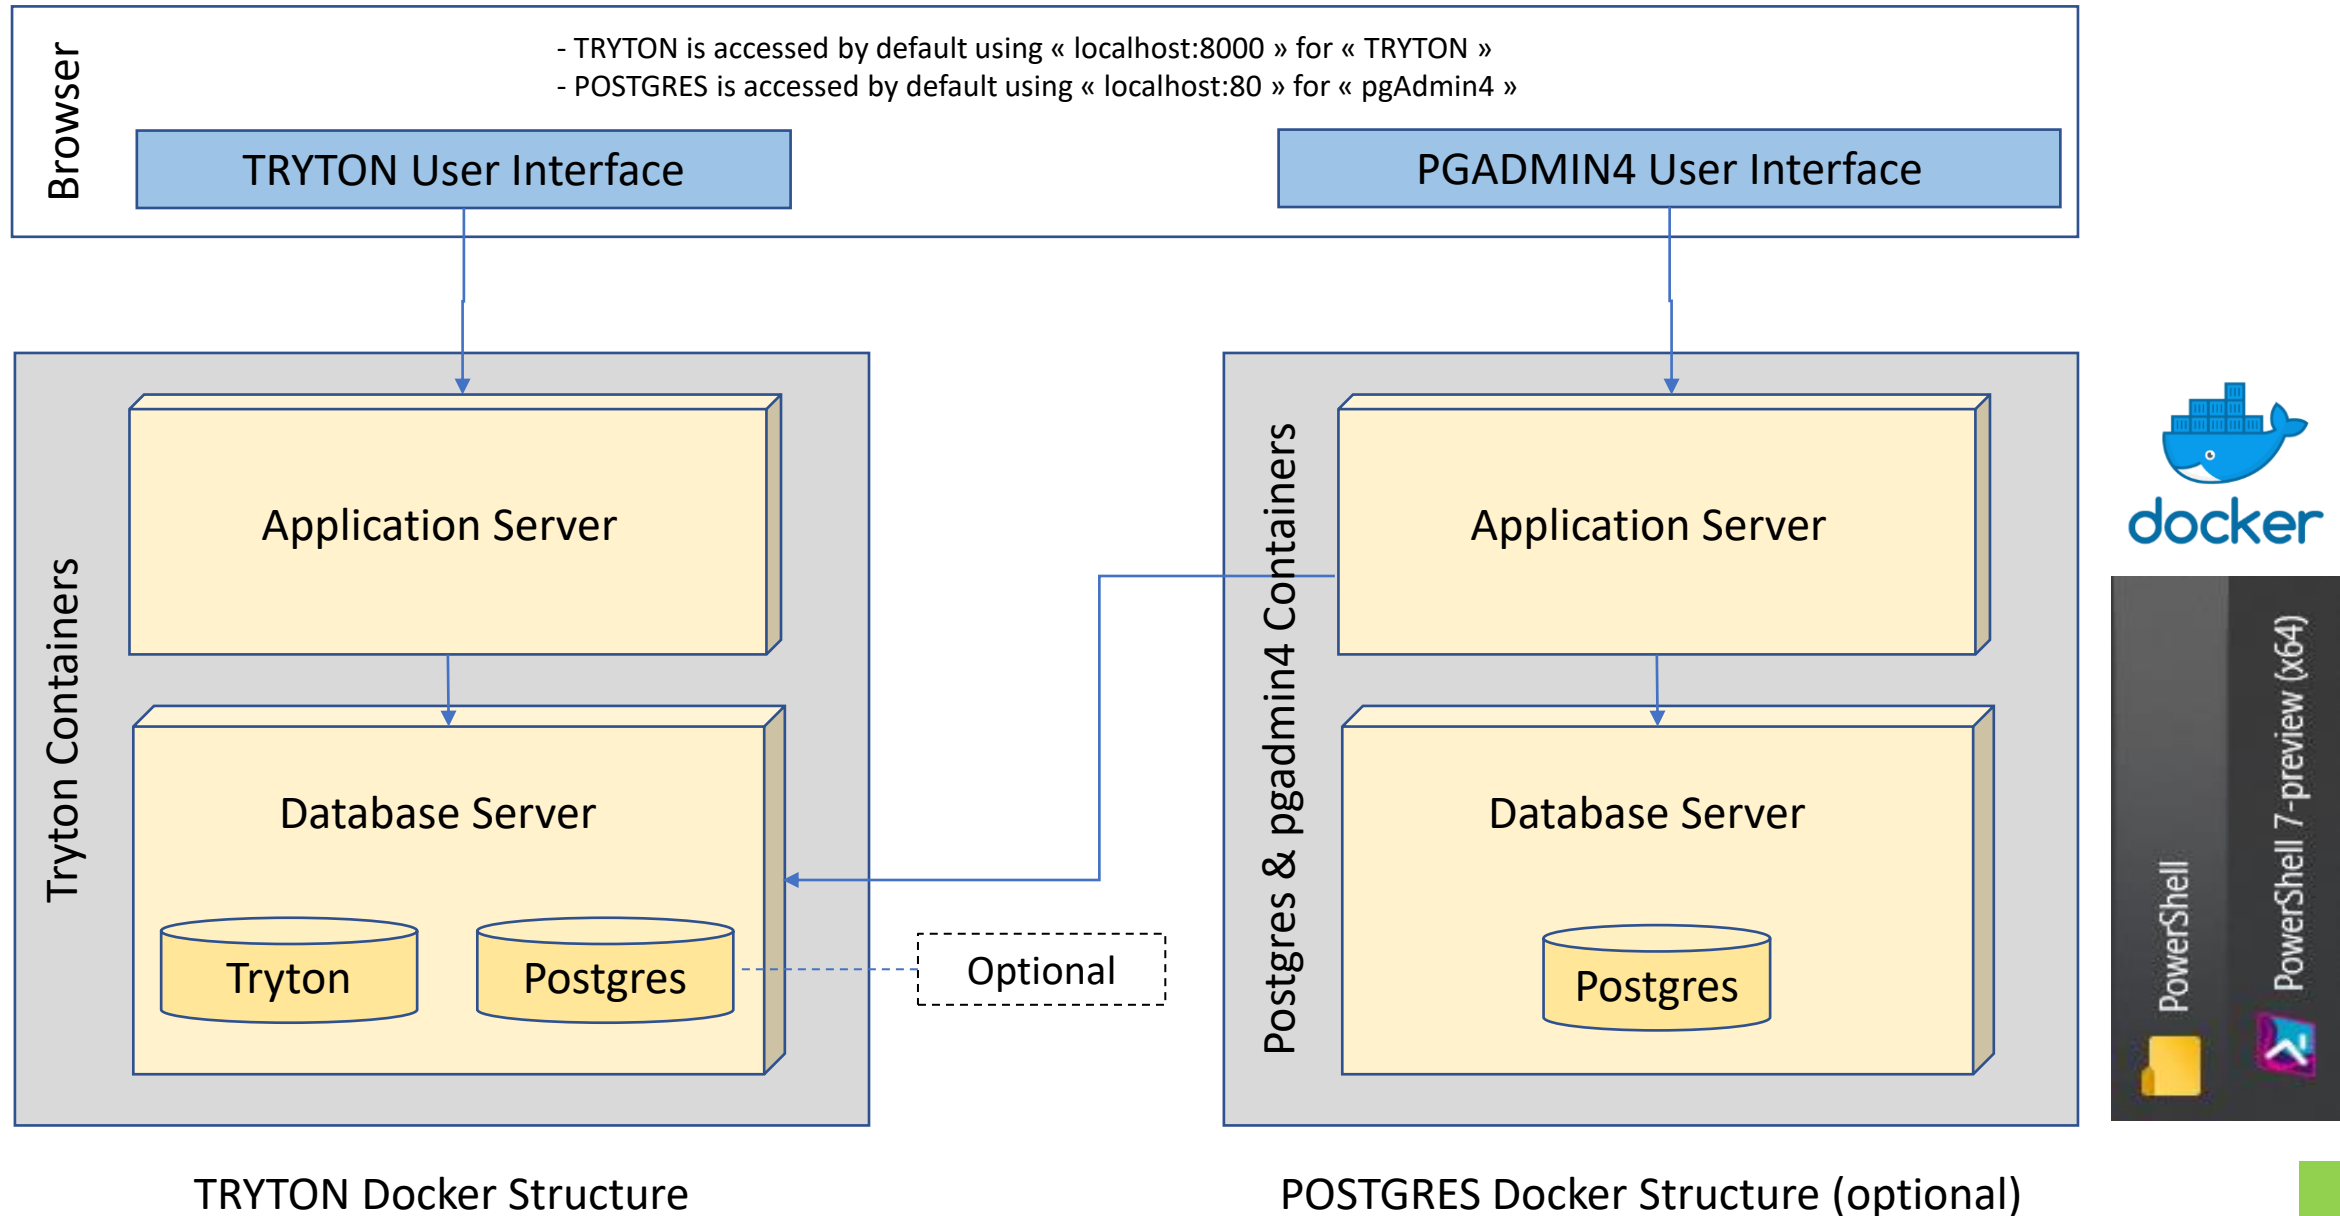 Browser
- TRYTON is accessed by default using « localhost:8000 » for « TRYTON »
- POSTGRES is accessed by default using « localhost:80 » for « pgAdmin4 »
TRYTON User Interface
PGADMIN4 User Interface
Tryton Containers
Application Server
Database Server
Tryton
Postgres
Optional
Postgres & pgadmin4 Containers
Application Server
Database Server
Postgres
docker
PowerShell
PowerShell 7-preview (x64)
TRYTON Docker Structure
POSTGRES Docker Structure (optional)